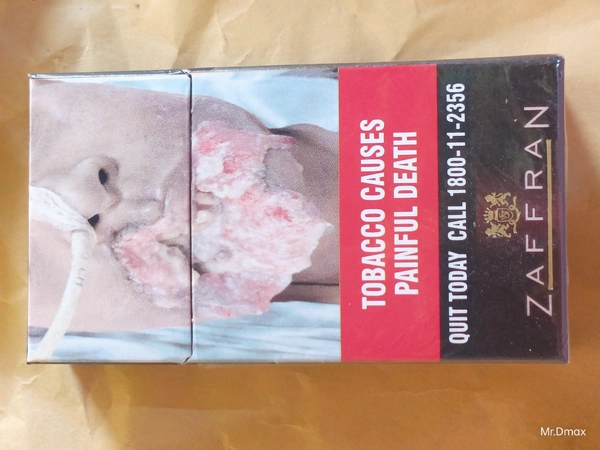 TOBACCO CAUSES
PAINFUL DEATH
QUIT TODAY CALL 1800-11-2356
ZAFFRAN
Mr.Dmax